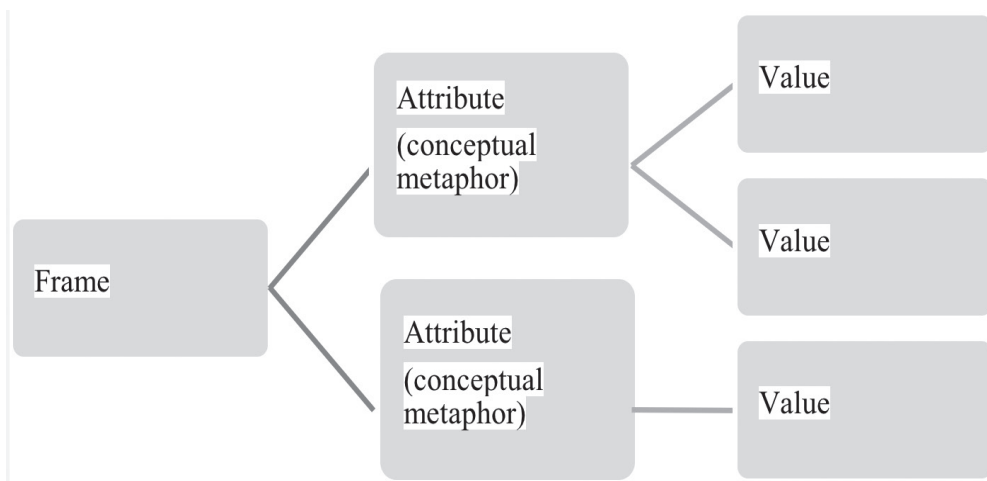 Frame
Attribute
(conceptual
metaphor)
Attribute
(conceptual
metaphor)
Value
Value
Value